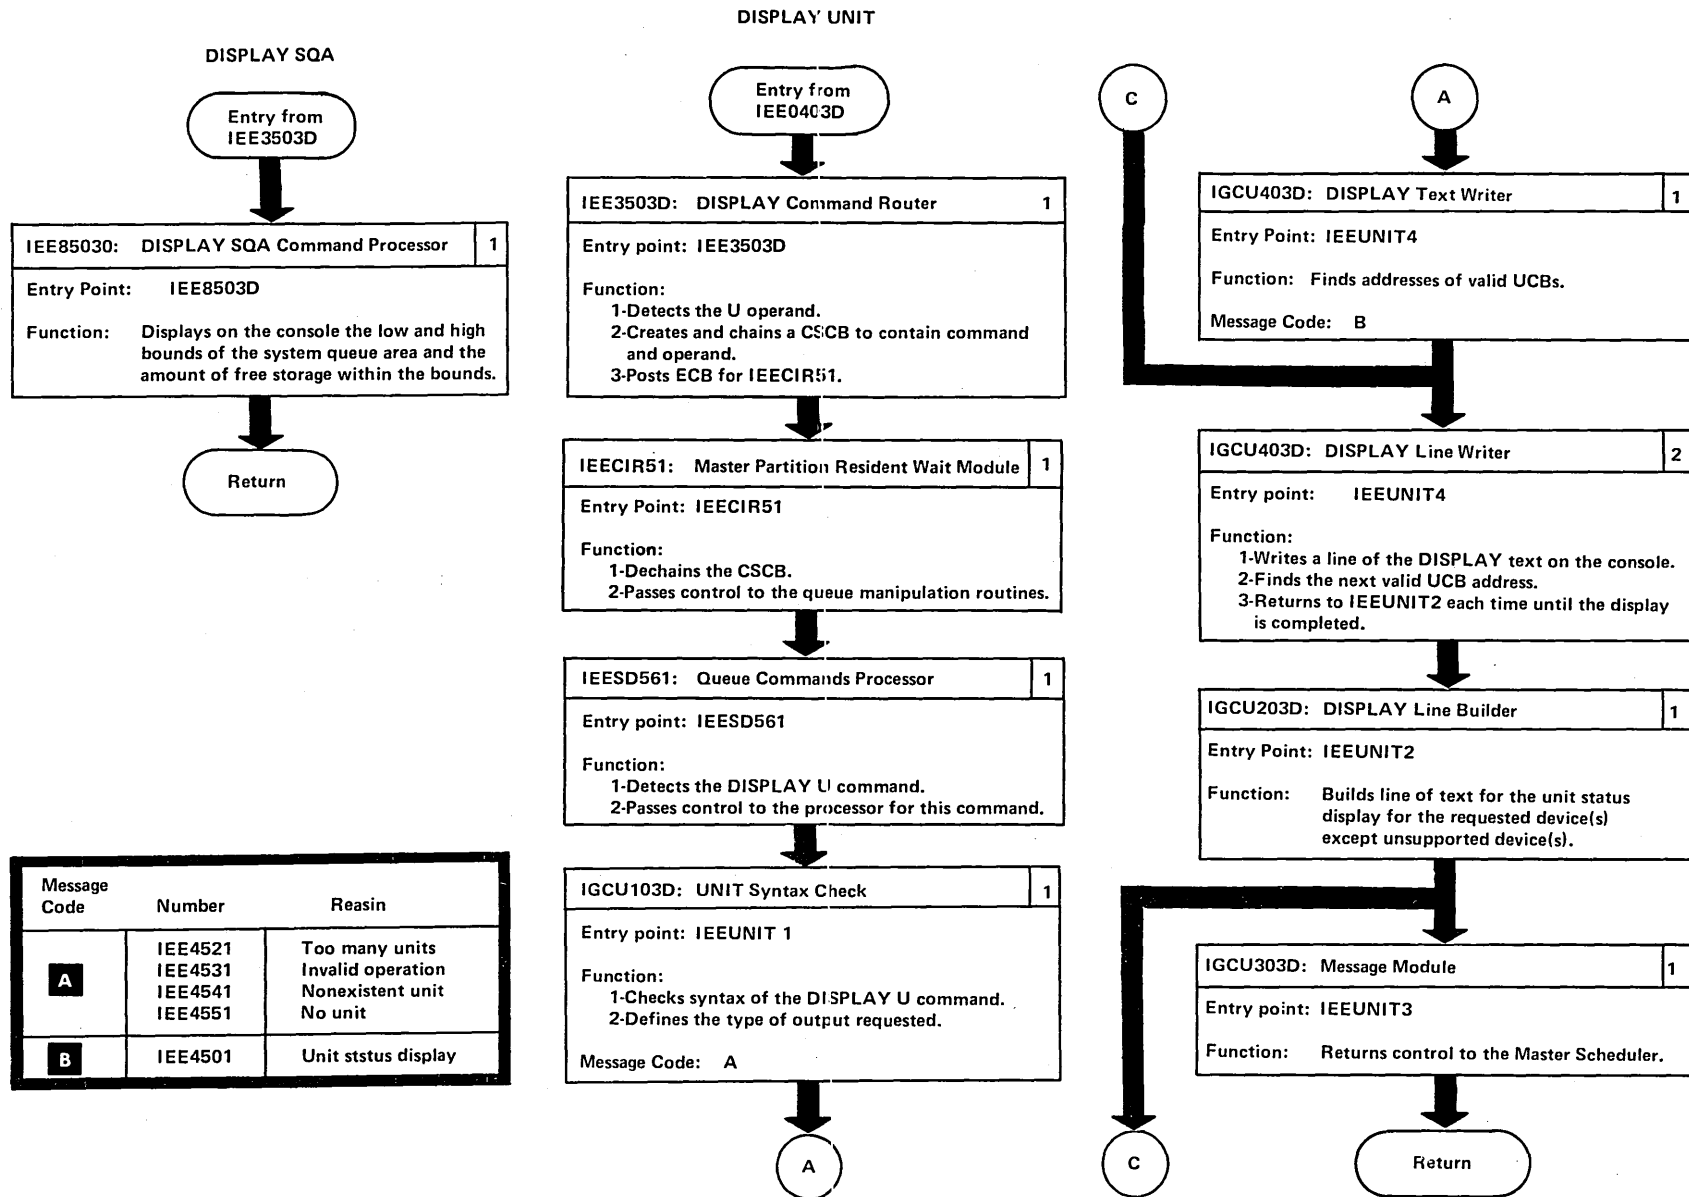 DISPLAY SQA
Entry from
IEE3503D
IEE85030: DISPLAY SQA Command Processor 1
Entry Point: IEE8503D
Function: Displays on the console the low and high
bounds of the system queue area and the
amount of free storage within the bounds.
Return
Message
Code Number Reasin
A
IEE4521 Too many units
IEE4531 Invalid operation
IEE4541 Nonexistent unit
IEE4551 No unit
B IEE4501 Unit ststus display
DISPLAY UNIT
Entry from
IEE0403D
IEE3503D: DISPLAY Command Router 1
Entry point: IEE3503D
Function:
1-Detects the U operand.
2-Creates and chains a CSCB to contain command
and operand.
3-Posts ECB for IEECIR51.
IEECIR51: Master Partition Resident Wait Module 1
Entry Point: IEECIR51
Function:
1-Dechains the CSCB.
2-Passes control to the queue manipulation routines.
IEESD561: Queue Commands Processor 1
Entry point: IEESD561
Function:
1-Detects the DISPLAY U command.
2-Passes control to the processor for this command.
IGCU103D: UNIT Syntax Check 1
Entry point: IEEUNIT 1
Function:
1-Checks syntax of the DISPLAY U command.
2-Defines the type of output requested.
Message Code: A
A
C
A
IGCU403D: DISPLAY Text Writer 1
Entry Point: IEEUNIT4
Function: Finds addresses of valid UCBs.
Message Code: B
IGCU403D: DISPLAY Line Writer 2
Entry point: IEEUNIT4
Function:
1-Writes a line of the DISPLAY text on the console.
2-Finds the next valid UCB address.
3-Returns to IEEUNIT2 each time until the display
is completed.
IGCU203D: DISPLAY Line Builder 1
Entry Point: IEEUNIT2
Function: Builds line of text for the unit status
display for the requested device(s)
except unsupported device(s).
IGCU303D: Message Module 1
Entry point: IEEUNIT3
Function: Returns control to the Master Scheduler.
C
Return